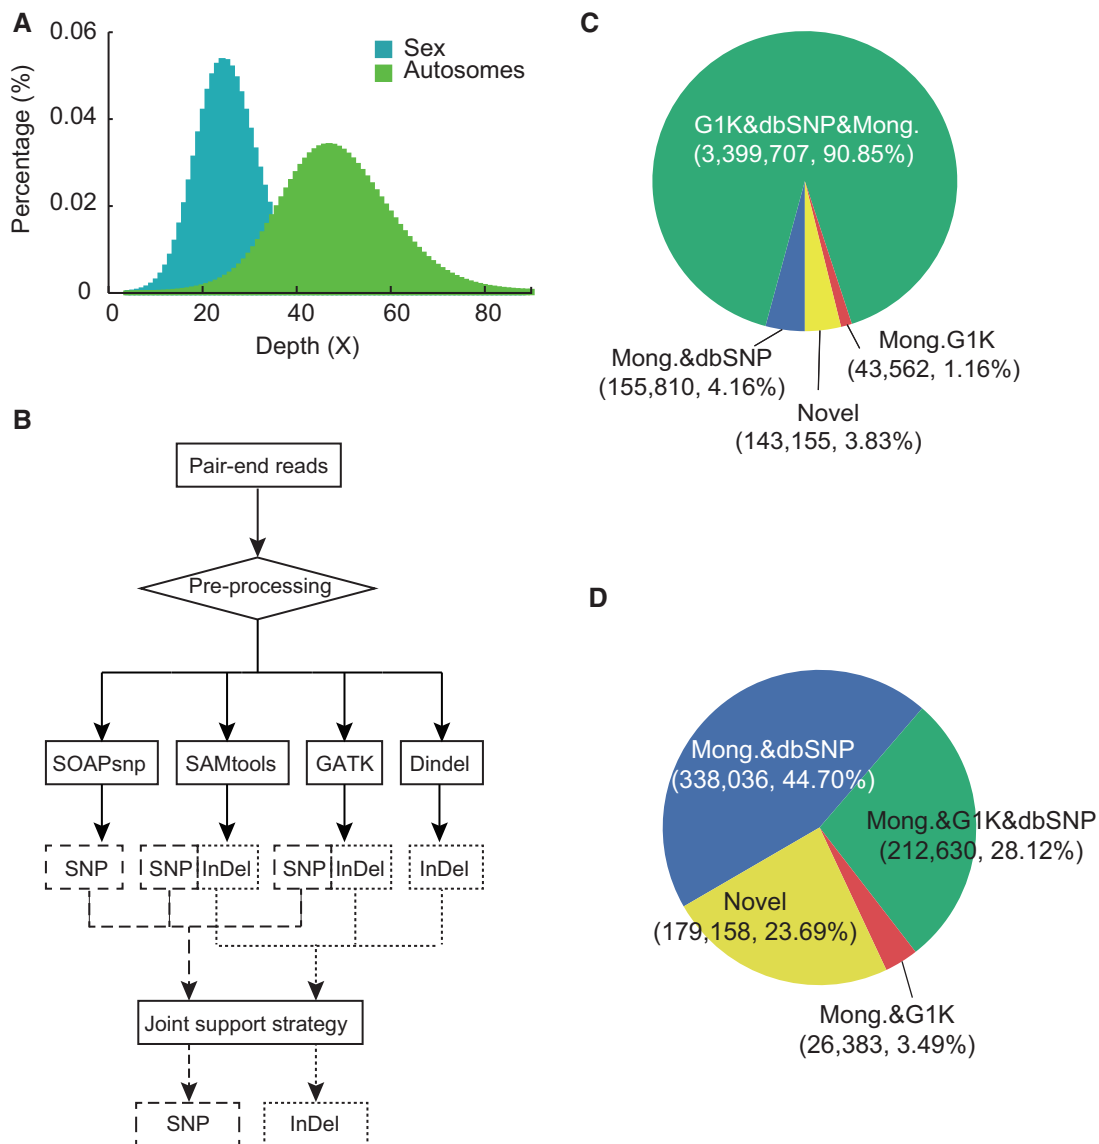 A
0.06
0.04
0.02
0
Percentage (%)
0
20
40
60
80
Depth (X)
Sex
Autosomes
B
Pair-end reads
Pre-processing
SOAPsnp
SAMtools
GATK
Dindel
SNP
SNP
InDel
SNP
InDel
InDel
Joint support strategy
SNP
InDel
C
G1K&dbSNP&Mong.
(3,399,707, 90.85%)
Mong.&dbSNP
(155,810, 4.16%)
Novel
(143,155, 3.83%)
Mong.G1K
(43,562, 1.16%)
D
Mong.&dbSNP
(338,036, 44.70%)
Mong.&G1K&dbSNP
(212,630, 28.12%)
Novel
(179,158, 23.69%)
Mong.&G1K
(26,383, 3.49%)